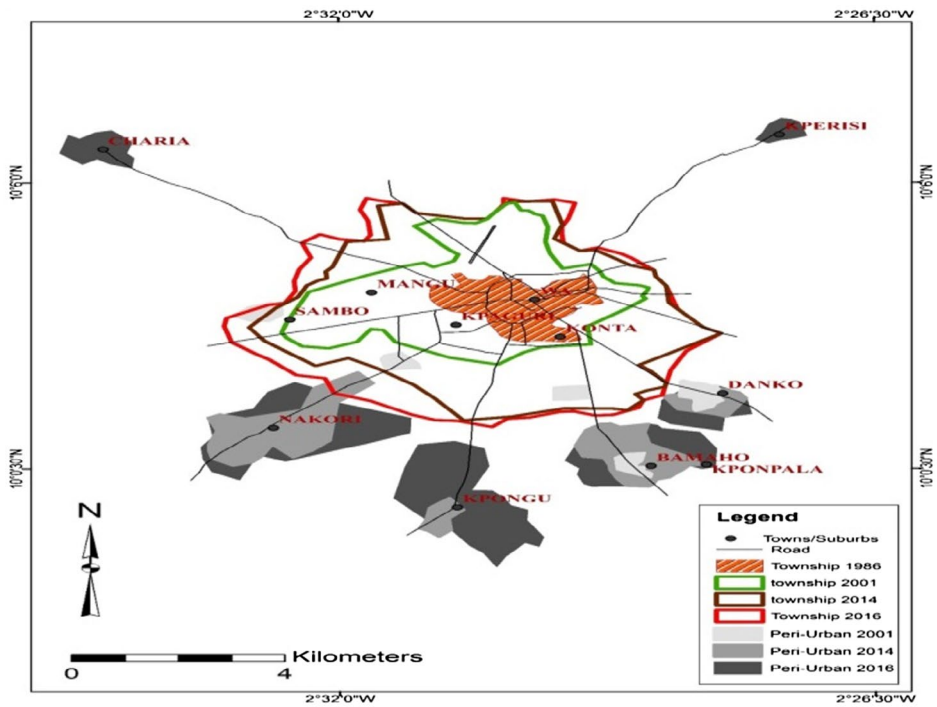 2°32'0"W
2°26'30"W
CHARIA
KPERISI
10°6'0"N
10°6'0"N
MANGU
WA
SAMBO
KPAGURI
KONTA
DANKO
NAKORI
BAMAHO
KPONPALA
10°0'30"N
10°0'30"N
KPONGU
N
Legend
Towns/Suburbs
Road
Township 1986
township 2001
township 2014
Township 2016
Peri-Urban 2001
Peri-Urban 2014
Peri-Urban 2016
Kilometers
0
4
2°32'0"W
2°26'30"W